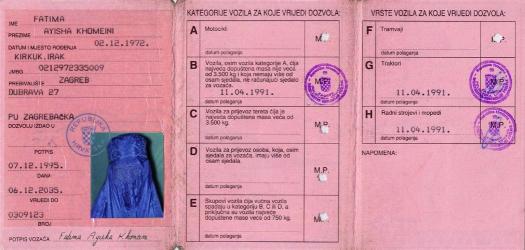 IME
FATIMA
PREZIME
AYISHA KHOMEINI
DATUM I MJESTO ROĐENJA
02.12.1972.
KIRKUK.IRAK
JMBG
0212972335009
PREBIVALIŠTE
ZAGREB
DUBRAVA 27
PU ZAGREBAČKA
DOZVOLU IZDAO U
POTPIS
07.12.1995.
DANA
06.12.2035.
VRIJEDI DO
0309123
BROJ
POTPIS VOZAČA
Fatima Ayisha Khomeini
KATEGORIJE VOZILA ZA KOJE VRIJEDI DOZVOLA:
A
Motocikli
M.P.
datum polaganja
B
Vozila, osim vozila kategorije A, čija
najveća dopuštena masa nije veća
od 3.500 kg i koja nemaju više od
osam sjedala, ne računajući sjedalo
za vozača.
M.P.
11.04.1991.
datum polaganja
C
Vozila za prijevoz tereta čija je
najveća dopuštena masa veća od
3.500 kg.
M.P.
datum polaganja
D
Vozila za prijevoz osoba, koja, osim
sjedala za vozača, imaju više od
osam sjedala.
M.P.
datum polaganja
E
Skupovi vozila čija vučna vozila
spadaju u kategoriju B, C ili D, a
priključna su vozila najveće
dopuštene mase veće od 750 kg.
M.P.
datum polaganja
VRSTE VOZILA ZA KOJE VRIJEDI DOZVOLA:
F
Tramvaji
M.P.
datum polaganja
G
Traktori
M.P.
11.04.1991.
datum polaganja
H
Radni strojevi i mopedi
M.P.
11.04.1991.
datum polaganja
NAPOMENA: